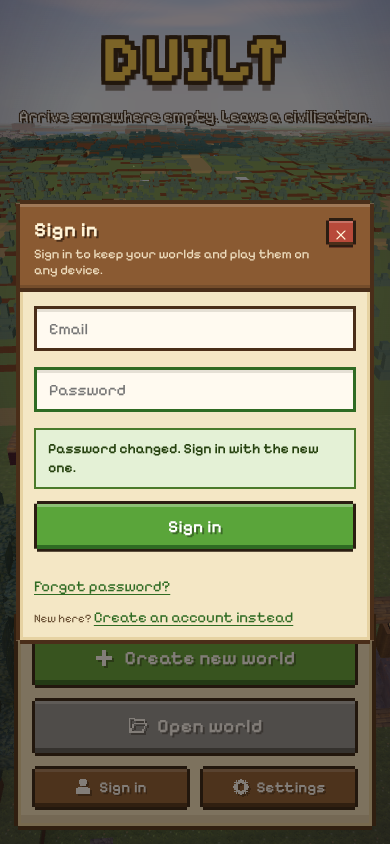 DUILT
Arrive somewhere empty. Leave a civilisation.
Sign in
Sign in to keep your worlds and play them on
any device.
Email
Password
Password changed. Sign in with the new
one.
Sign in
Forgot password?
New here? Create an account instead
Create new world
Open world
Sign in
Settings